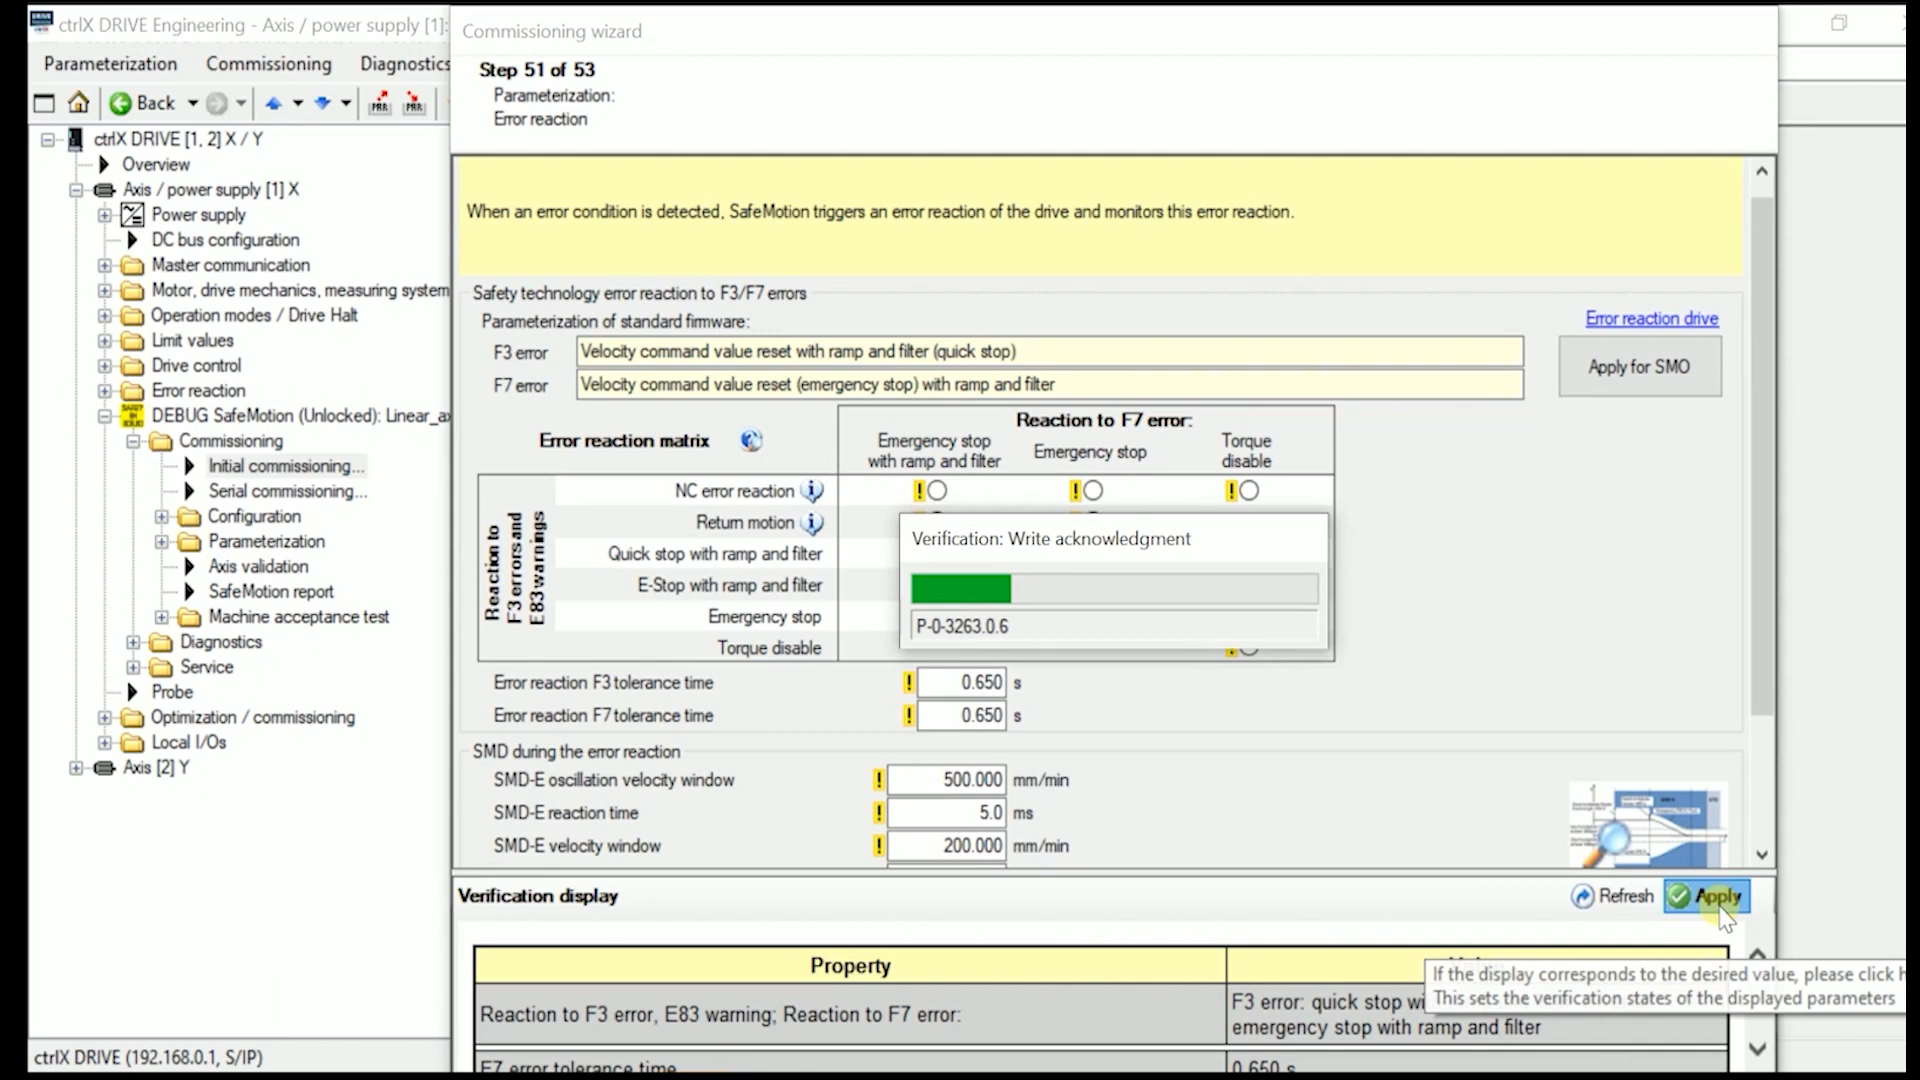 ctrlX DRIVE Engineering - Axis / power supply [1]:
Parameterization Commissioning Diagnostics
Back
ctrlX DRIVE [1, 2] X / Y
Overview
Axis / power supply [1] X
Power supply
DC bus configuration
Master communication
Motor, drive mechanics, measuring system
Operation modes / Drive Halt
Limit values
Drive control
Error reaction
DEBUG SafeMotion (Unlocked): Linear_ax
Commissioning
Initial commissioning...
Serial commissioning...
Configuration
Parameterization
Axis validation
SafeMotion report
Machine acceptance test
Diagnostics
Service
Probe
Optimization / commissioning
Local I/Os
Axis [2] Y
ctrlX DRIVE (192.168.0.1, S/IP)
Commissioning wizard
Step 51 of 53
Parameterization:
Error reaction
When an error condition is detected, SafeMotion triggers an error reaction of the drive and monitors this error reaction.
Safety technology error reaction to F3/F7 errors
Parameterization of standard firmware:
Error reaction drive
F3 error Velocity command value reset with ramp and filter (quick stop)
Apply for SMO
F7 error Velocity command value reset (emergency stop) with ramp and filter
Reaction to F7 error:
Error reaction matrix
Emergency stop
with ramp and filter
Emergency stop
Torque
disable
Reaction to
F3 errors and
E83 warnings
NC error reaction
Return motion
Quick stop with ramp and filter
E-Stop with ramp and filter
Emergency stop
Torque disable
Verification: Write acknowledgment
P-0-3263.0.6
Error reaction F3 tolerance time 0.650 s
Error reaction F7 tolerance time 0.650 s
SMD during the error reaction
SMD-E oscillation velocity window 500.000 mm/min
SMD-E reaction time 5.0 ms
SMD-E velocity window 200.000 mm/min
Verification display
Refresh Apply
Property
If the display corresponds to the desired value, please click h
This sets the verification states of the displayed parameters
Reaction to F3 error, E83 warning; Reaction to F7 error:
F3 error: quick stop wi
emergency stop with ramp and filter
F7 error tolerance time 0.650 s